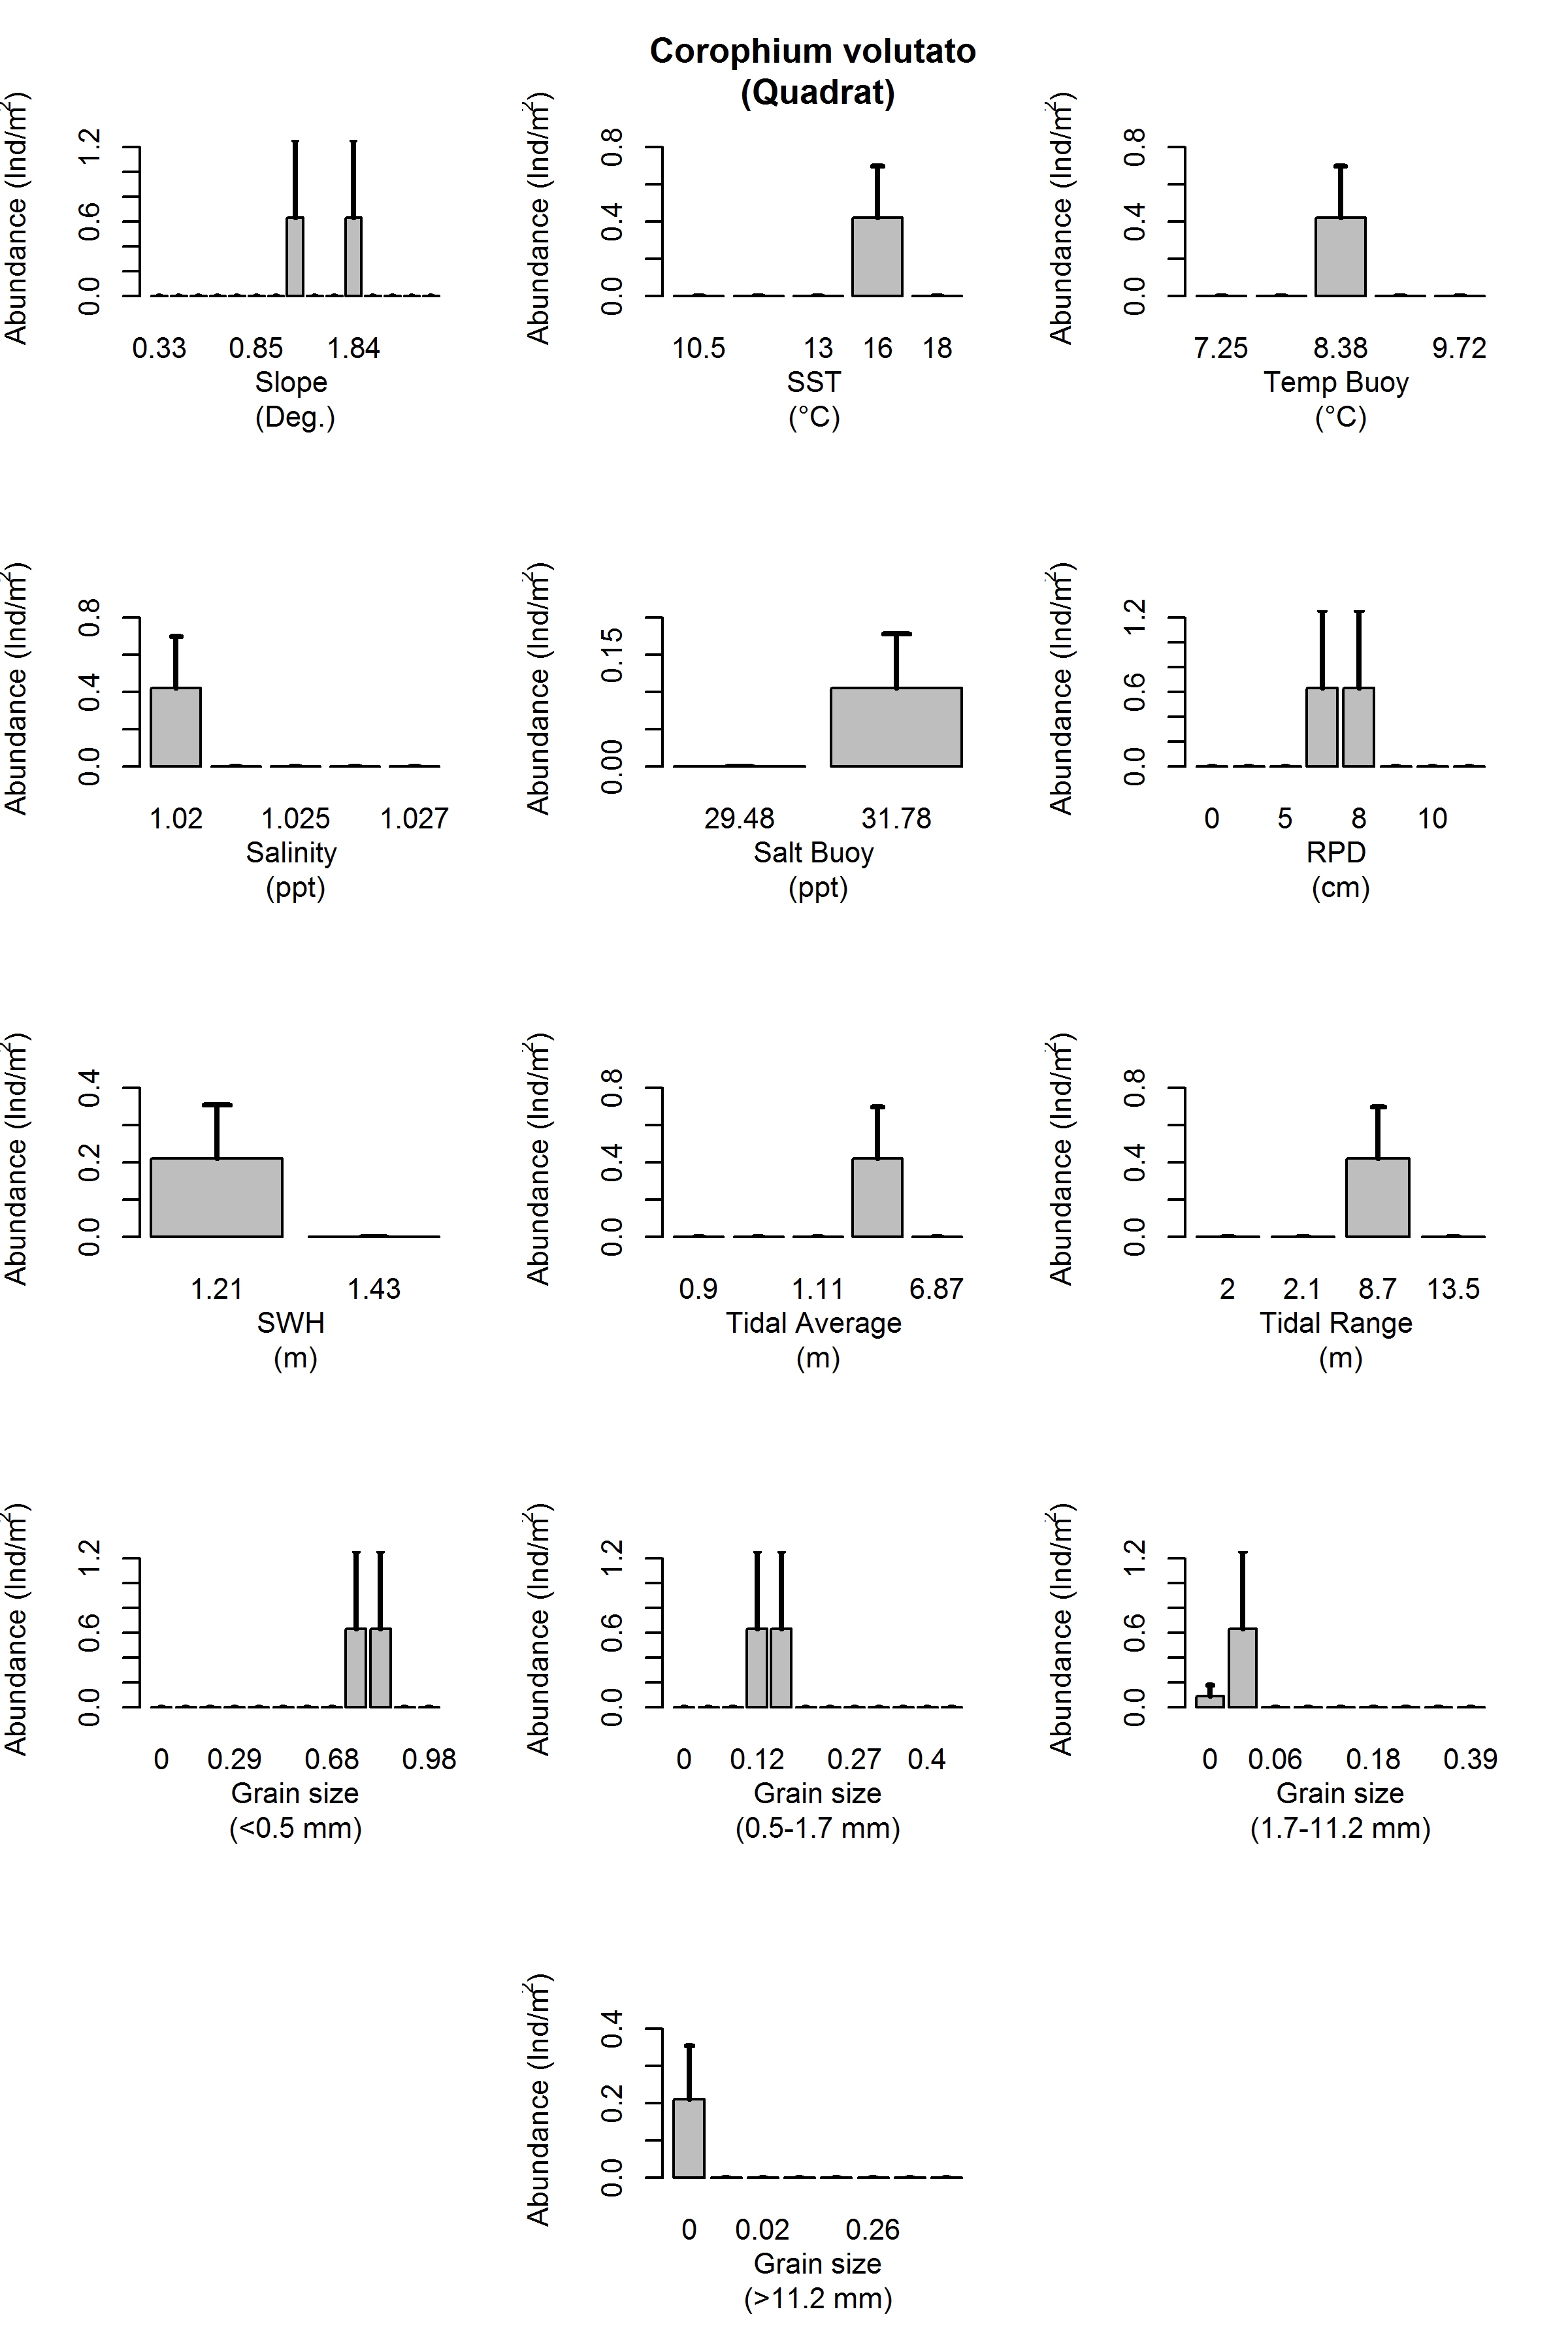 Corophium volutato
(Quadrat)
Abundance (Ind/m²)
0.0 0.6 1.2
0.33 0.85 1.84
Slope
(Deg.)
Abundance (Ind/m²)
0.0 0.4 0.8
10.5 13 16 18
SST
(°C)
Abundance (Ind/m²)
0.0 0.4 0.8
7.25 8.38 9.72
Temp Buoy
(°C)
Abundance (Ind/m²)
0.0 0.4 0.8
1.02 1.025 1.027
Salinity
(ppt)
Abundance (Ind/m²)
0.00 0.15
29.48 31.78
Salt Buoy
(ppt)
Abundance (Ind/m²)
0.0 0.6 1.2
0 5 8 10
RPD
(cm)
Abundance (Ind/m²)
0.0 0.2 0.4
1.21 1.43
SWH
(m)
Abundance (Ind/m²)
0.0 0.4 0.8
0.9 1.11 6.87
Tidal Average
(m)
Abundance (Ind/m²)
0.0 0.4 0.8
2 2.1 8.7 13.5
Tidal Range
(m)
Abundance (Ind/m²)
0.0 0.6 1.2
0 0.29 0.68 0.98
Grain size
(<0.5 mm)
Abundance (Ind/m²)
0.0 0.6 1.2
0 0.12 0.27 0.4
Grain size
(0.5-1.7 mm)
Abundance (Ind/m²)
0.0 0.6 1.2
0 0.06 0.18 0.39
Grain size
(1.7-11.2 mm)
Abundance (Ind/m²)
0.0 0.2 0.4
0 0.02 0.26
Grain size
(>11.2 mm)